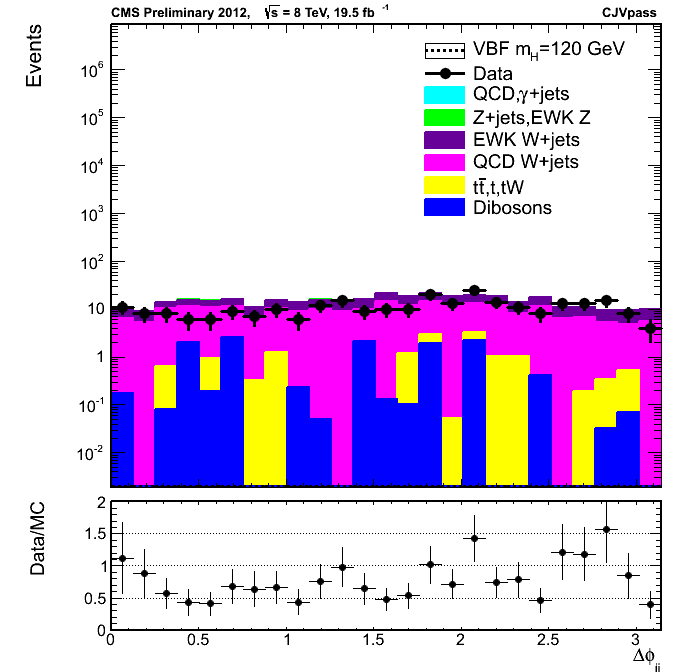 CMS Preliminary 2012, √s = 8 TeV, 19.5 fb⁻¹ CJVpass
Events
VBF m_H=120 GeV
Data
QCD,γ+jets
Z+jets,EWK Z
EWK W+jets
QCD W+jets
tt̄,t,tW
Dibosons
10⁶
10⁵
10⁴
10³
10²
10
1
10⁻¹
10⁻²
Data/MC
2
1.5
1
0.5
0
0 0.5 1 1.5 2 2.5 3
Δφ_jj